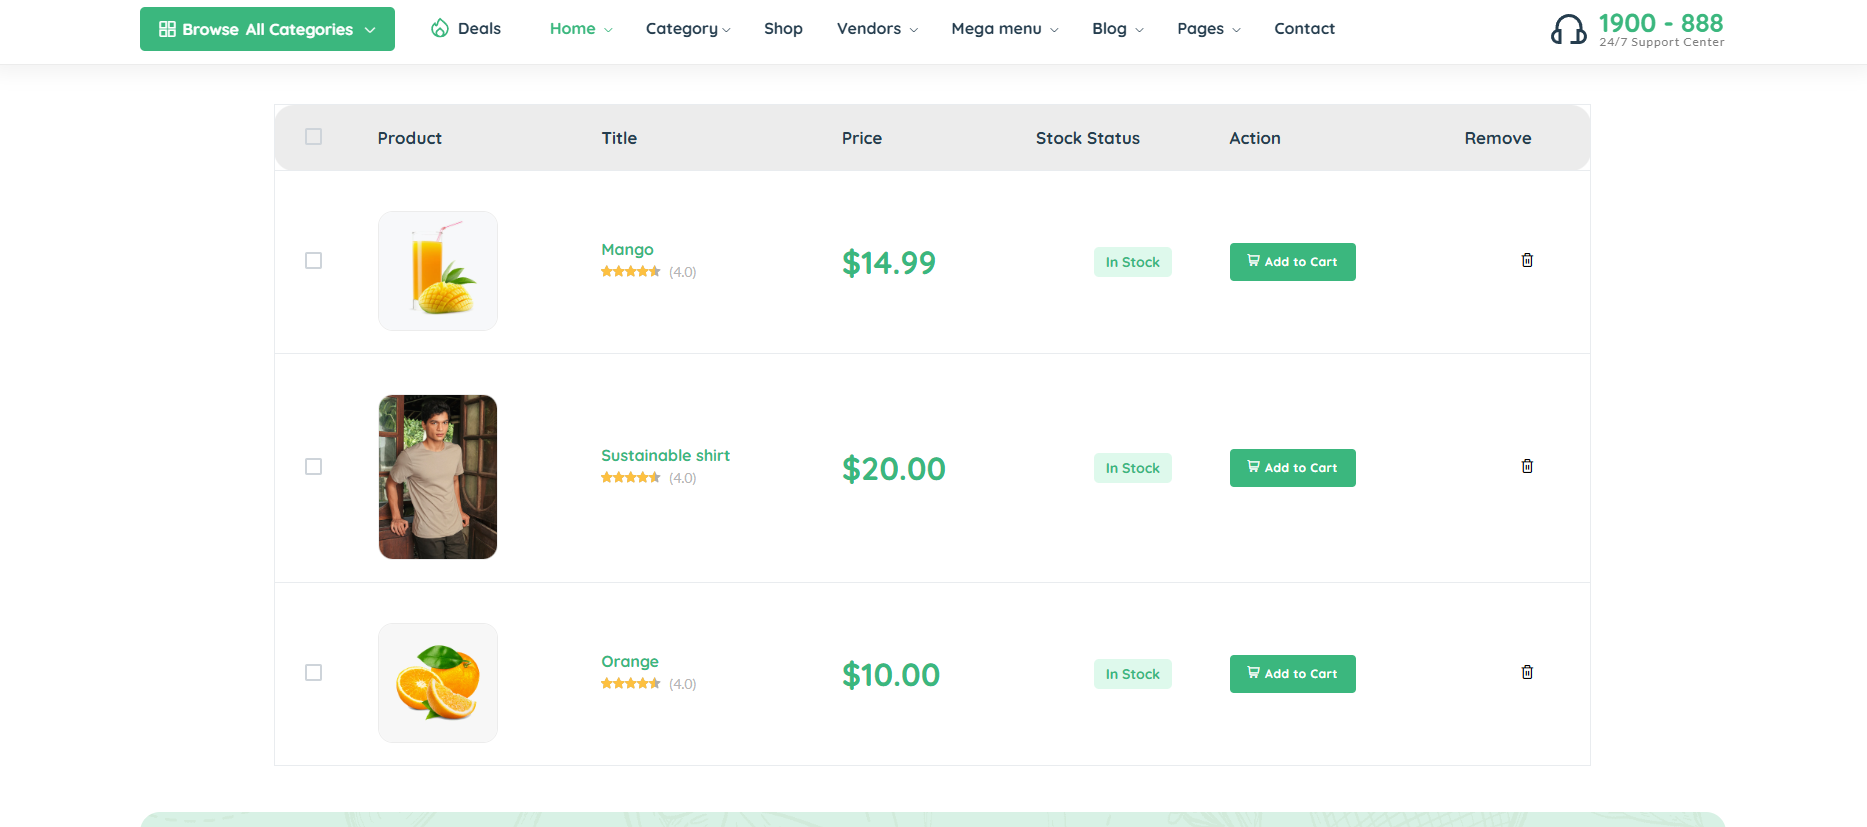 Browse All Categories Deals Home Category Shop Vendors Mega menu Blog Pages Contact 1900 - 888
24/7 Support Center
Product Title Price Stock Status Action Remove
Mango
(4.0)
$14.99 In Stock Add to Cart
Sustainable shirt
(4.0)
$20.00 In Stock Add to Cart
Orange
(4.0)
$10.00 In Stock Add to Cart